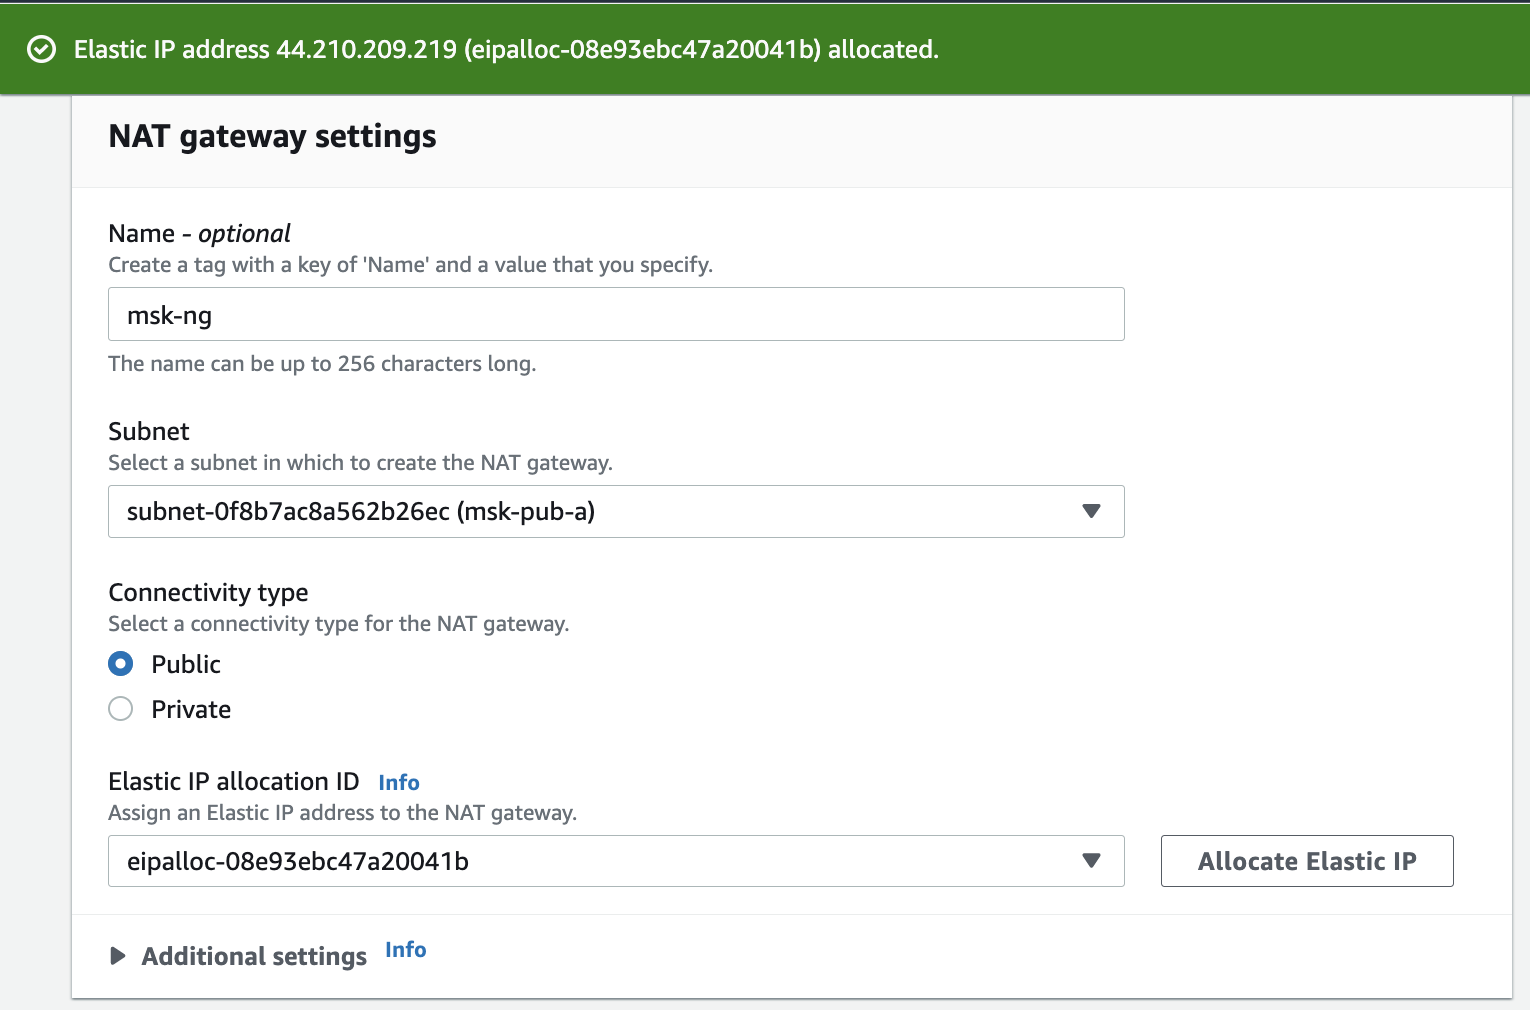 Elastic IP address 44.210.209.219 (eipalloc-08e93ebc47a20041b) allocated.
NAT gateway settings
Name - optional
Create a tag with a key of 'Name' and a value that you specify.
msk-ng
The name can be up to 256 characters long.
Subnet
Select a subnet in which to create the NAT gateway.
subnet-0f8b7ac8a562b26ec (msk-pub-a)
Connectivity type
Select a connectivity type for the NAT gateway.
Public
Private
Elastic IP allocation ID Info
Assign an Elastic IP address to the NAT gateway.
eipalloc-08e93ebc47a20041b
Allocate Elastic IP
Additional settings Info